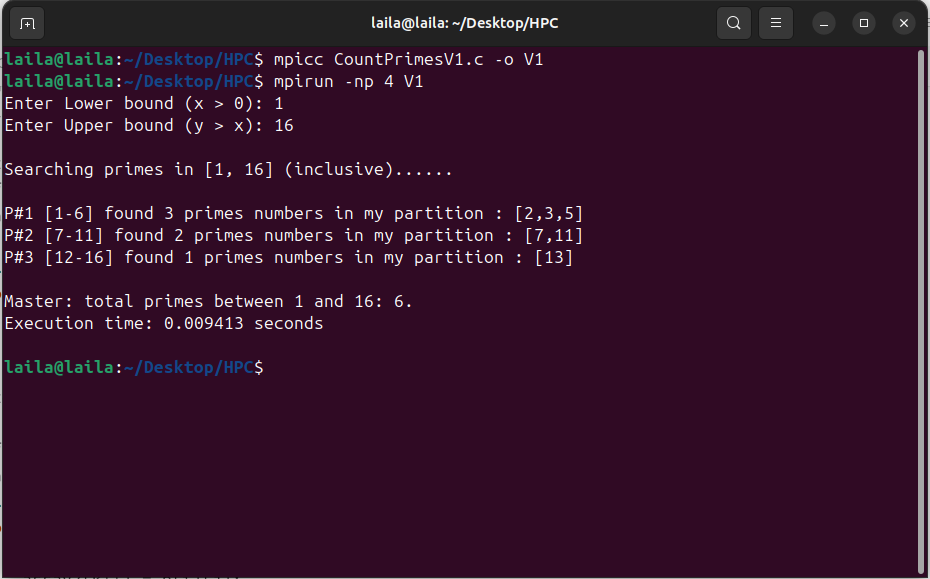 laila@laila: ~/Desktop/HPC
laila@laila:~/Desktop/HPC$ mpicc CountPrimesV1.c -o V1
laila@laila:~/Desktop/HPC$ mpirun -np 4 V1
Enter Lower bound (x > 0): 1
Enter Upper bound (y > x): 16
Searching primes in [1, 16] (inclusive)......
P#1 [1-6] found 3 primes numbers in my partition : [2,3,5]
P#2 [7-11] found 2 primes numbers in my partition : [7,11]
P#3 [12-16] found 1 primes numbers in my partition : [13]
Master: total primes between 1 and 16: 6.
Execution time: 0.009413 seconds
laila@laila:~/Desktop/HPC$